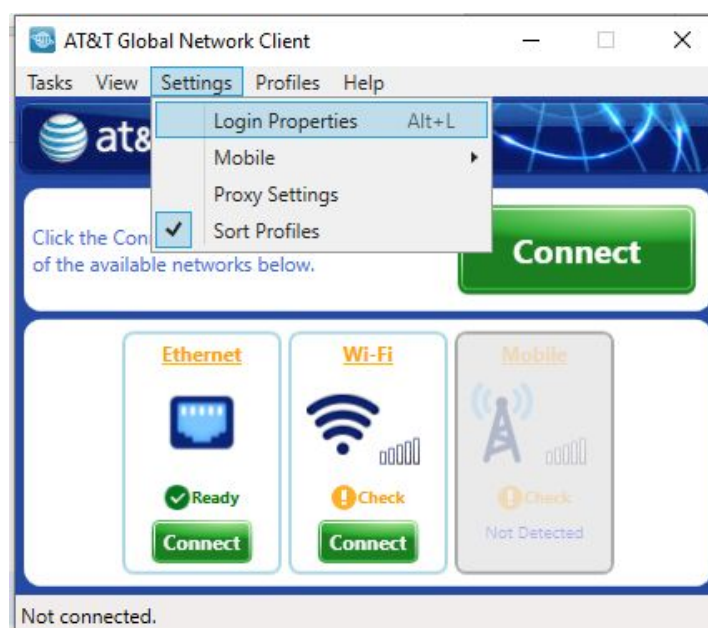 AT&T Global Network Client
Tasks View Settings Profiles Help
at&
Login Properties Alt+L
Mobile
Proxy Settings
Sort Profiles
Click the Con
of the available networks below.
Connect
Ethernet
Ready
Connect
Wi-Fi
Check
Connect
Mobile
Check
Not Detected
Not connected.